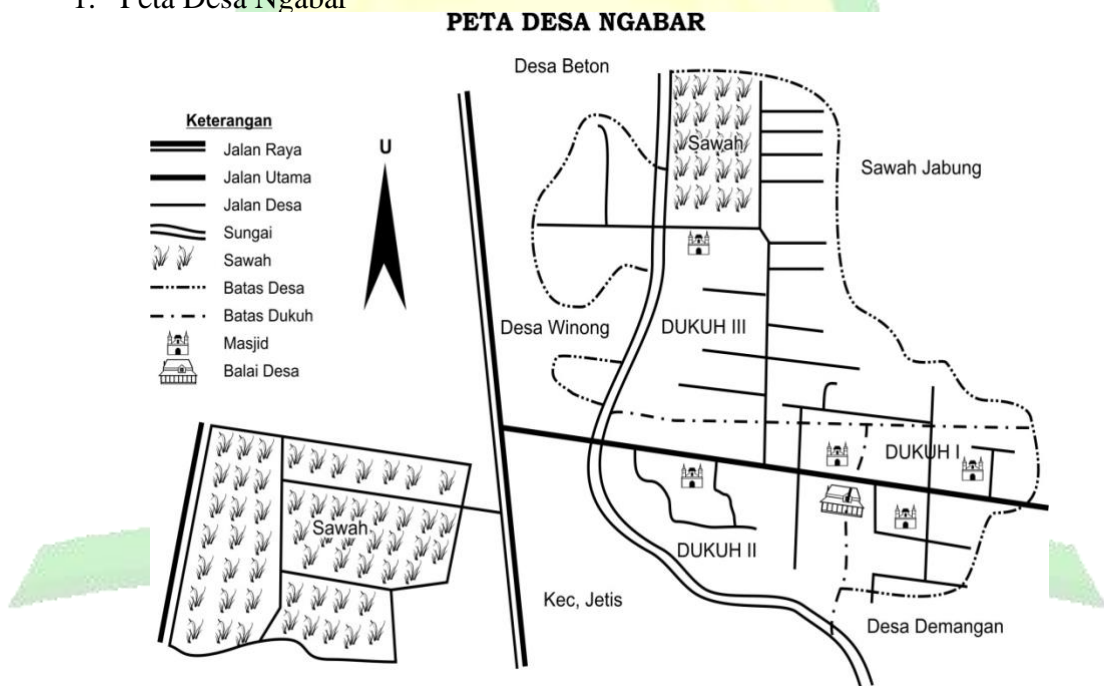 1. Peta Desa Ngabar
PETA DESA NGABAR
Desa Beton
Keterangan
Jalan Raya
Jalan Utama
Jalan Desa
Sungai
Sawah
Batas Desa
Batas Dukuh
Masjid
Balai Desa
U
Sawah
Sawah Jabung
Desa Winong
DUKUH III
DUKUH I
Sawah
DUKUH II
Kec, Jetis
Desa Demangan